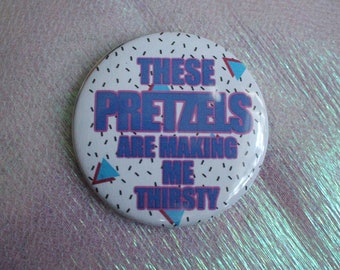 THESE
PRETZELS
ARE MAKING
ME
THIRSTY